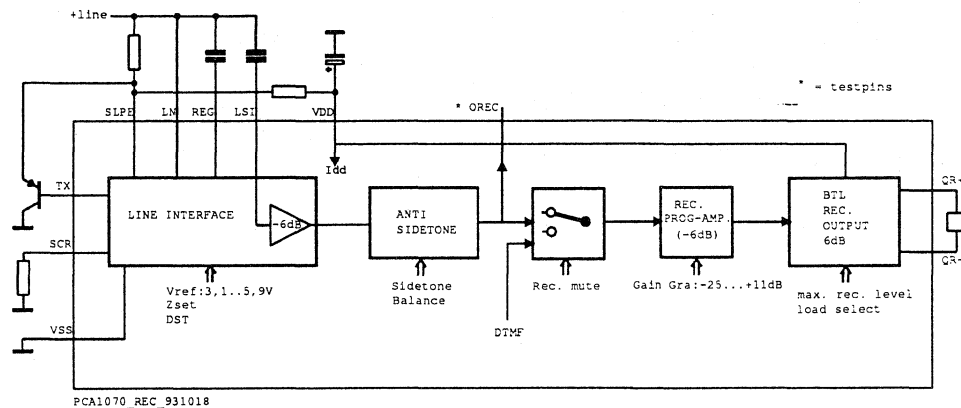 +line
* = testpins
* OREC
SLPE
LN
REG
LSI
VDD
Idd
TX
LINE INTERFACE
-6dB
ANTI
SIDETONE
REC.
PROG-AMP.
(-6dB)
BTL
REC.
OUTPUT
6dB
QR+
QR-
SCR
Vref:3,1..5,9V
Zset
DST
Sidetone
Balance
Rec. mute
Gain Gra:-25...+11dB
max. rec. level
load select
VSS
DTMF
PCA1070_REC_931018